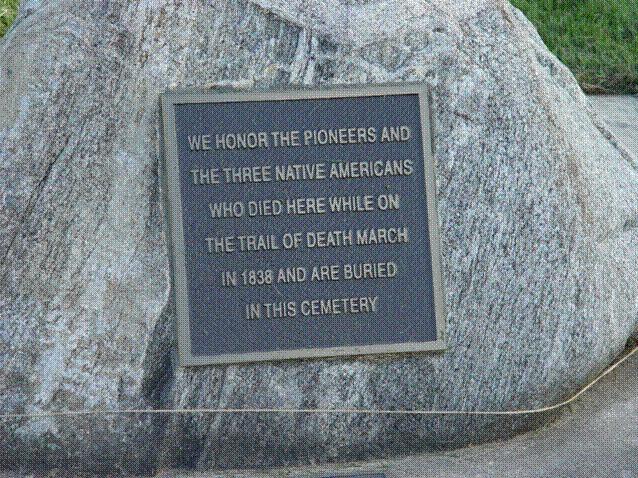 WE HONOR THE PIONEERS AND
THE THREE NATIVE AMERICANS
WHO DIED HERE WHILE ON
THE TRAIL OF DEATH MARCH
IN 1838 AND ARE BURIED
IN THIS CEMETERY